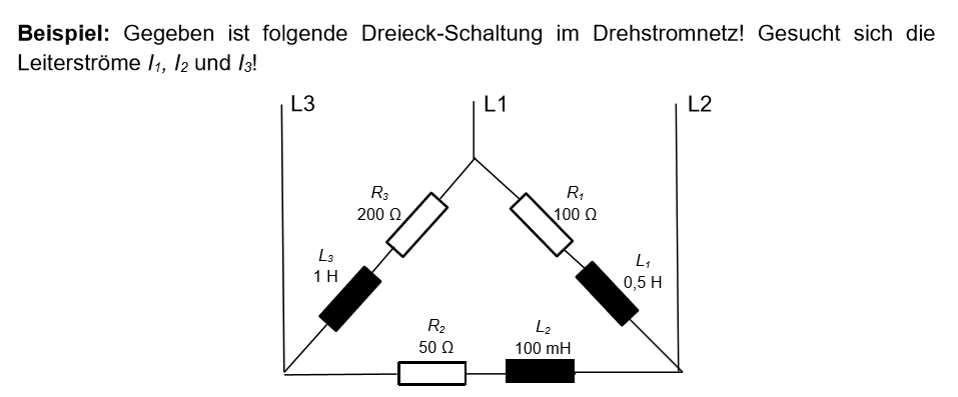 Beispiel: Gegeben ist folgende Dreieck-Schaltung im Drehstromnetz! Gesucht sich die
Leiterströme I1, I2 und I3!
L3
L1
L2
R3
200 Ω
R1
100 Ω
L3
1 H
L1
0,5 H
R2
50 Ω
L2
100 mH